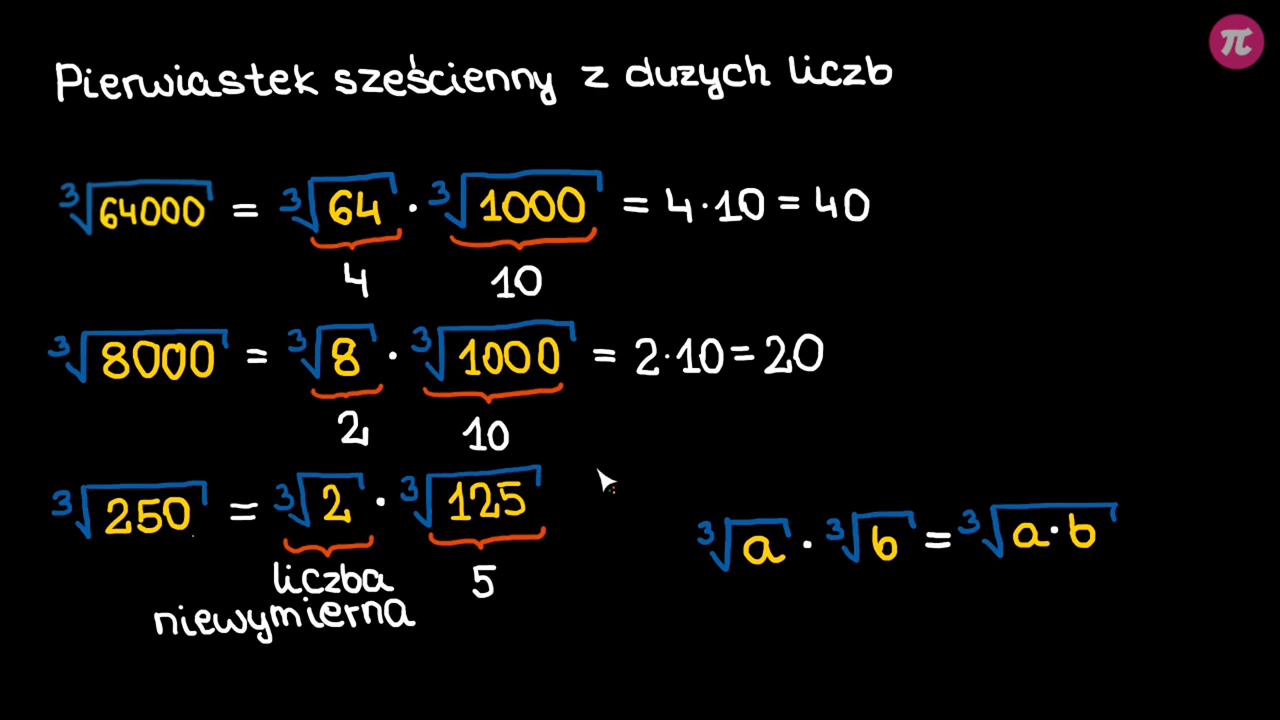 π
Pierwiastek sześcienny z dużych liczb
∛64000 = ∛64 · ∛1000 = 4·10 = 40
4 10
∛8000 = ∛8 · ∛1000 = 2·10 = 20
2 10
∛250 = ∛2 · ∛125
∛a · ∛b = ∛a·b
liczba 5
niewymierna